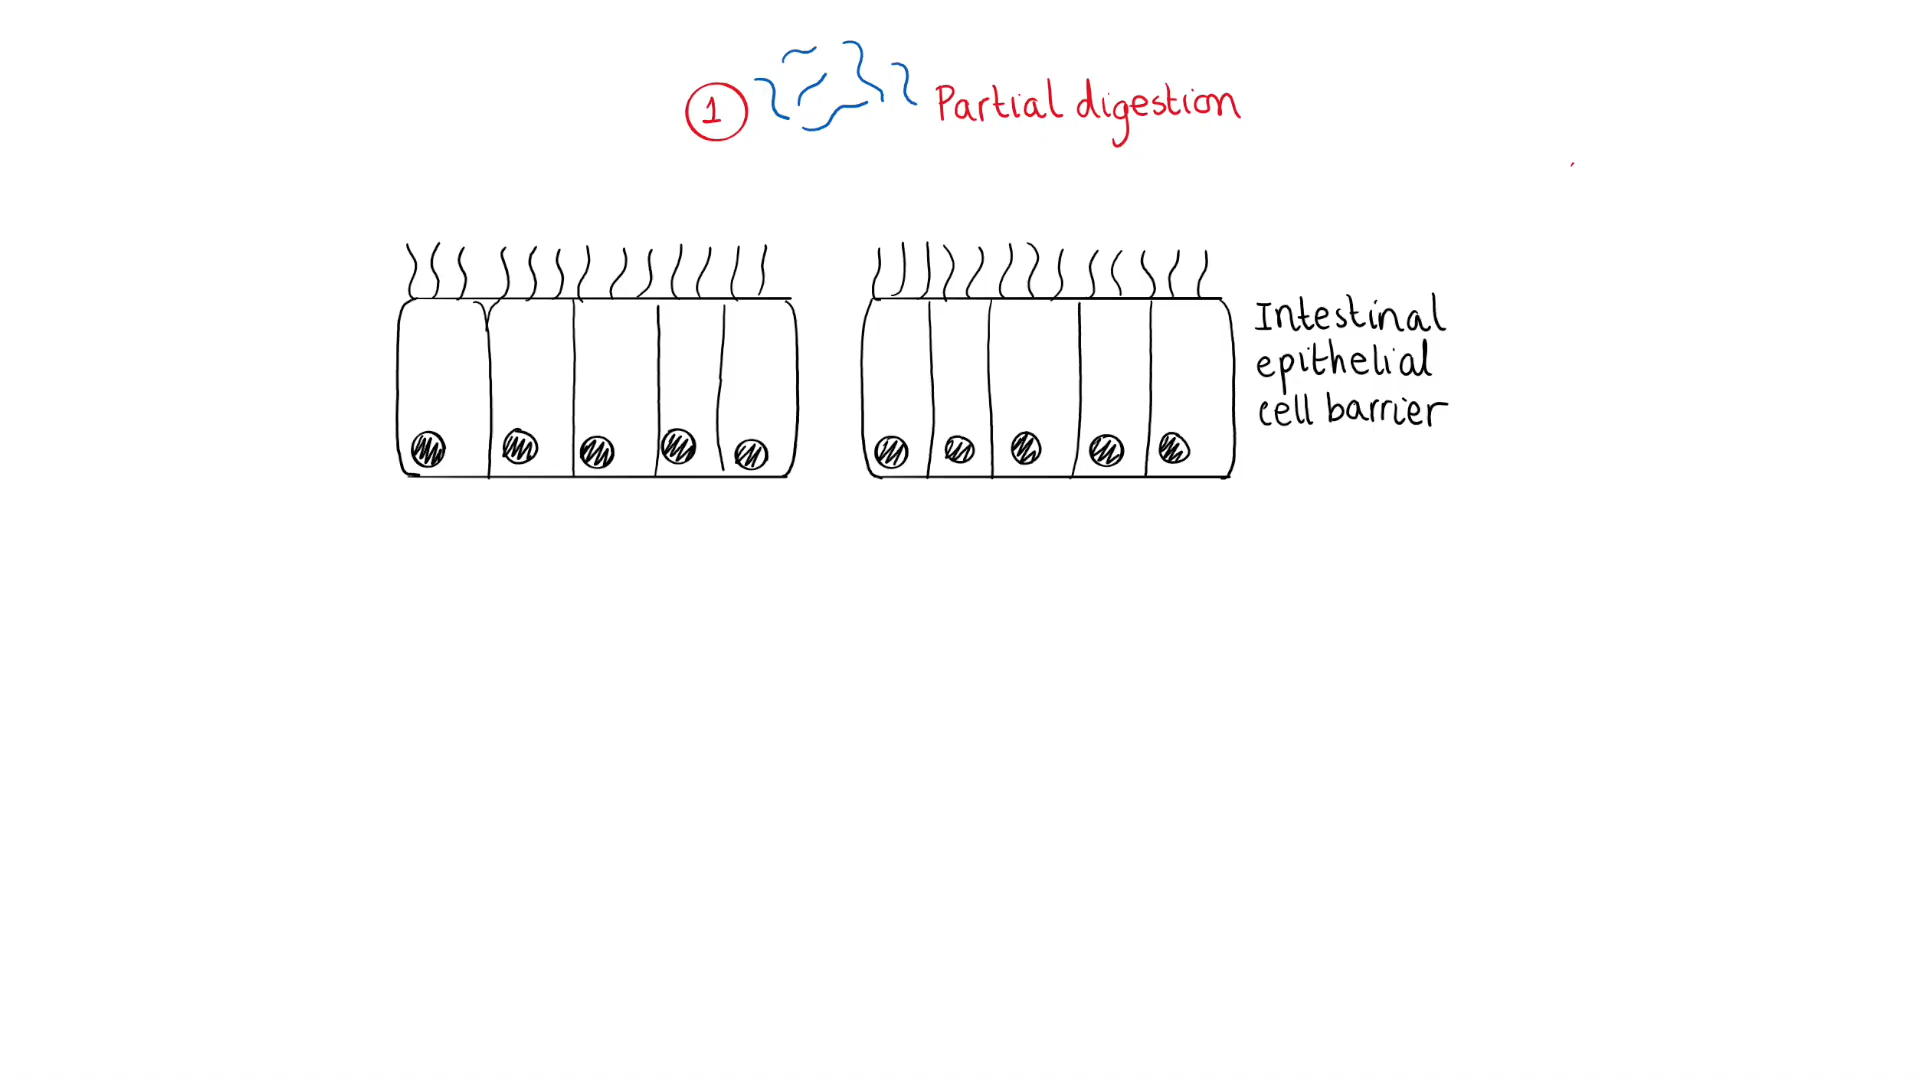 1 Partial digestion
Intestinal
epithelial
cell barrier